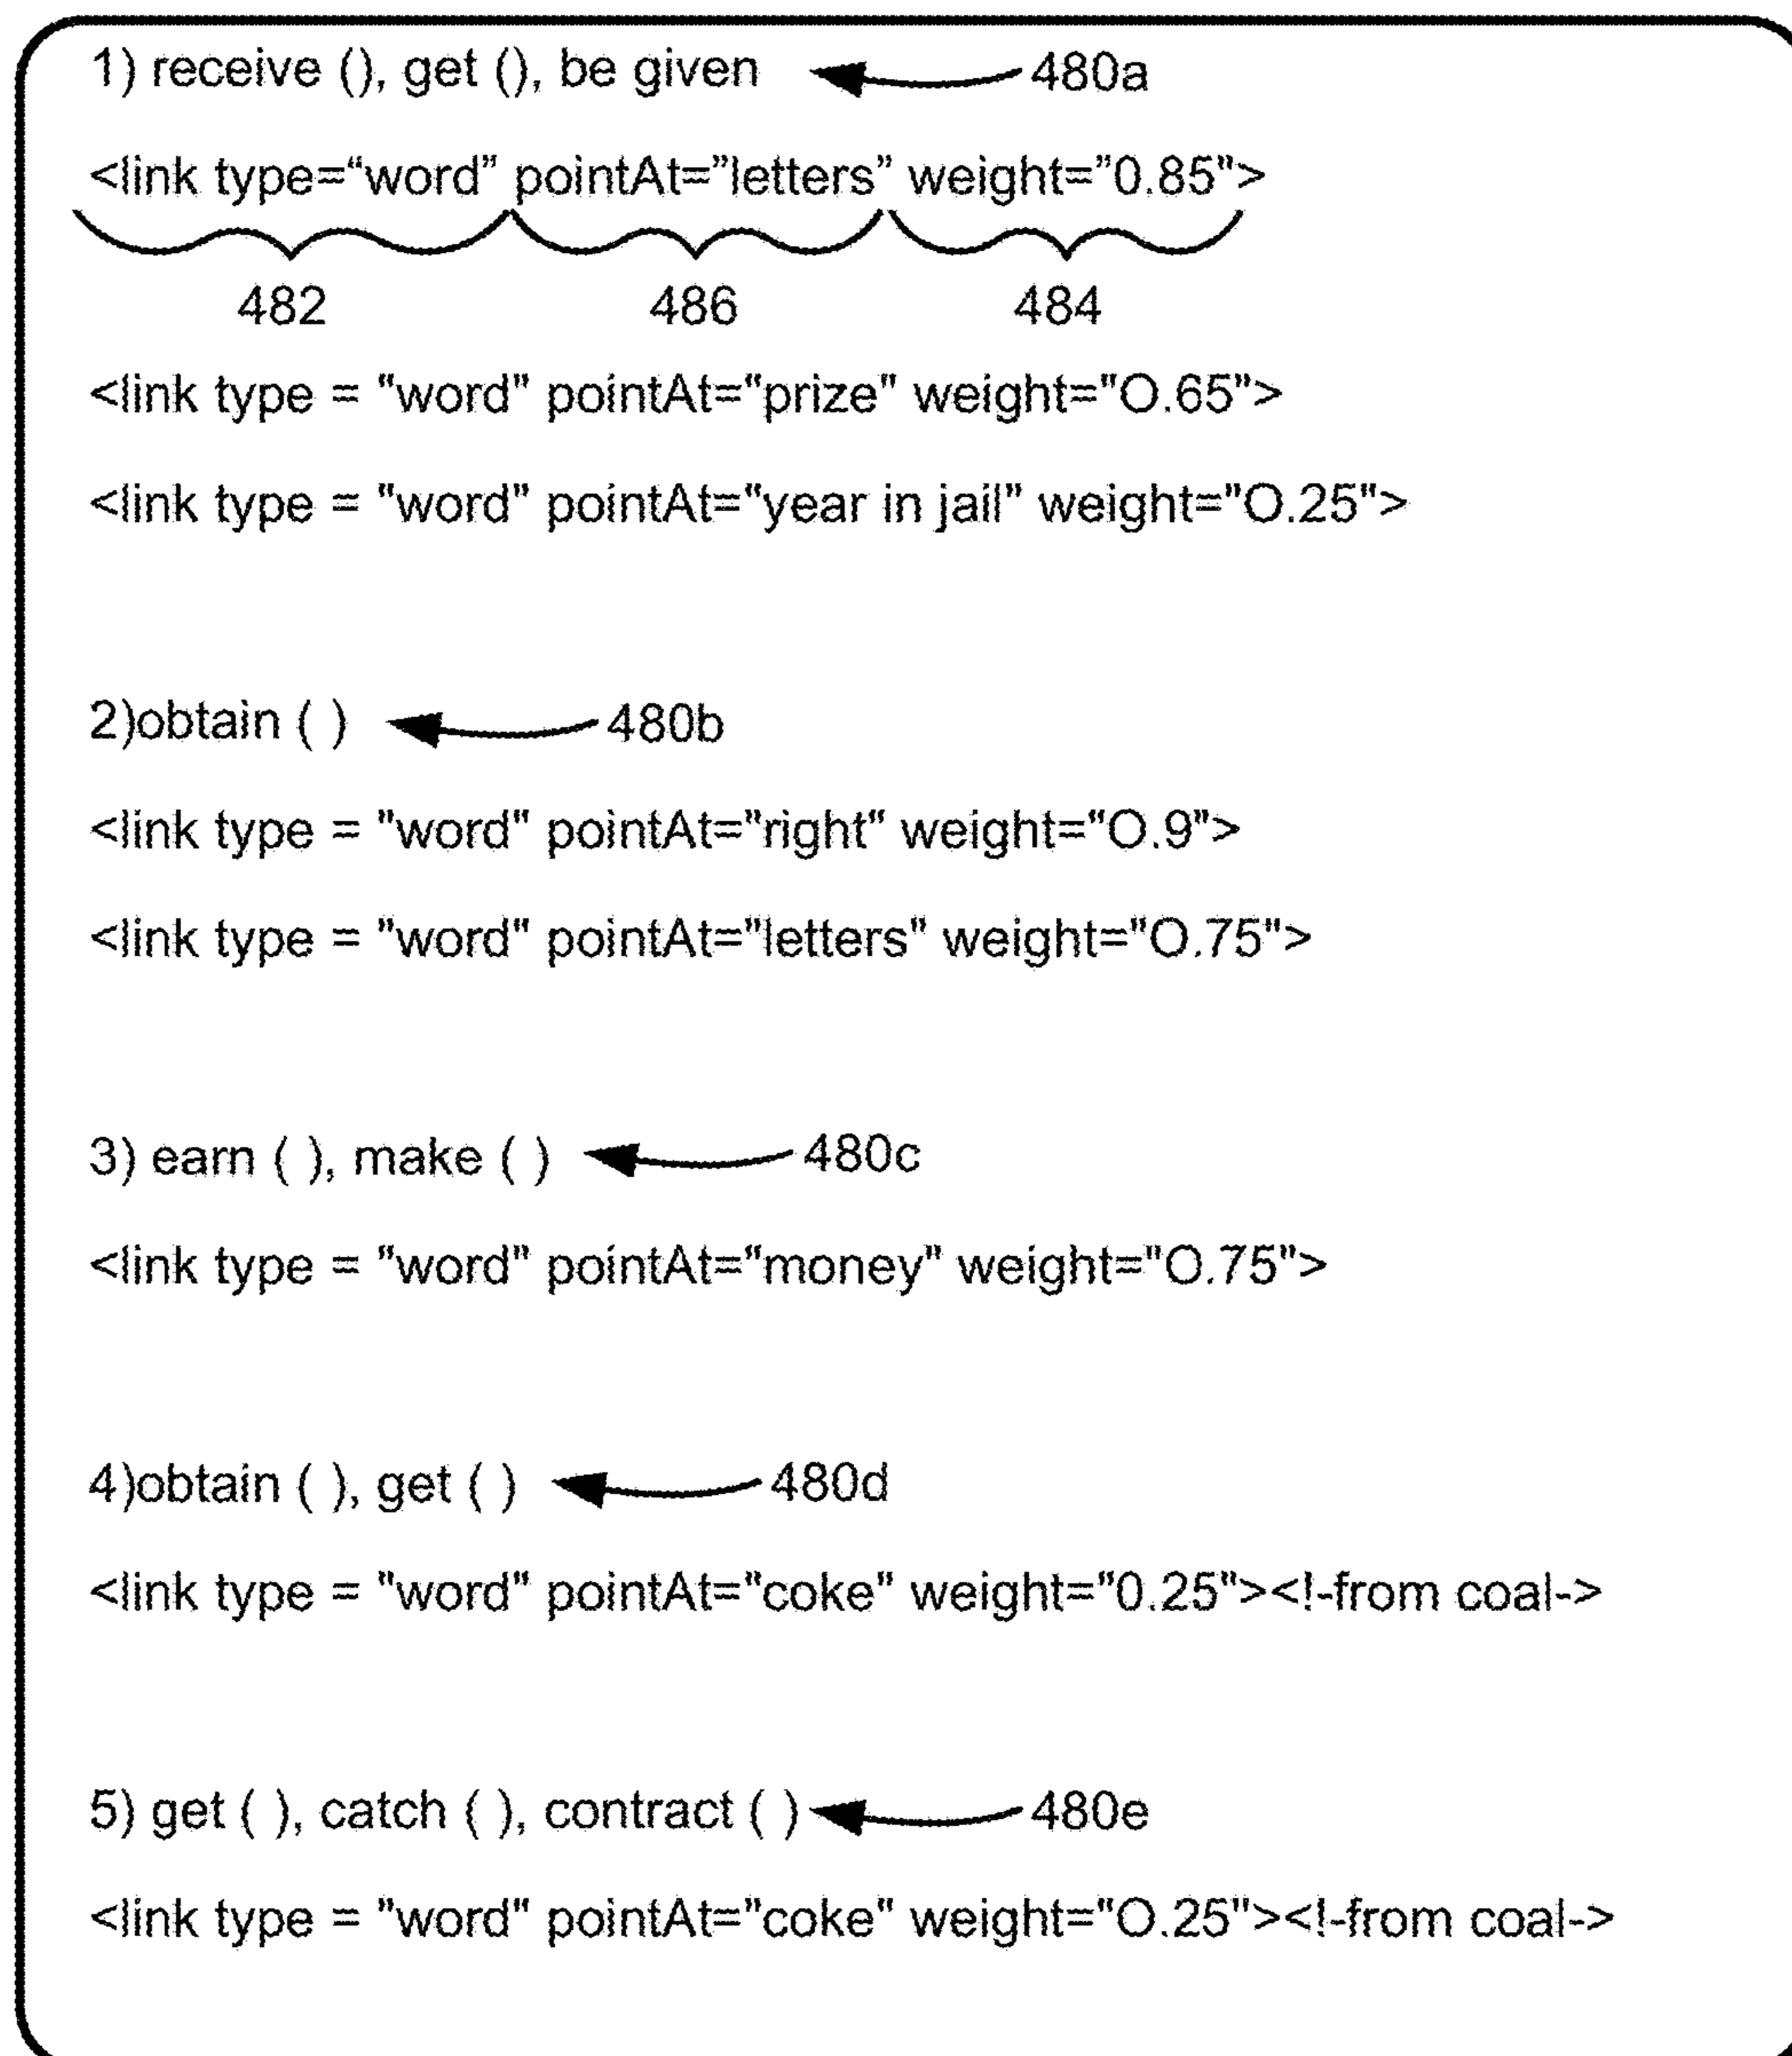 1) receive (), get (), be given 480a
<link type=“word” pointAt=”letters” weight=”0.85">
482 486 484
<link type = "word" pointAt="prize" weight="O.65">
<link type = "word" pointAt="year in jail" weight="O.25">
2)obtain ( ) 480b
<link type = "word" pointAt="right" weight="O.9">
<link type = "word" pointAt="letters" weight="O.75">
3) earn ( ), make ( ) 480c
<link type = "word" pointAt="money" weight="O.75">
4)obtain ( ), get ( ) 480d
<link type = "word" pointAt="coke" weight="0.25"><!-from coal->
5) get ( ), catch ( ), contract ( ) 480e
<link type = "word" pointAt="coke" weight="O.25"><!-from coal->